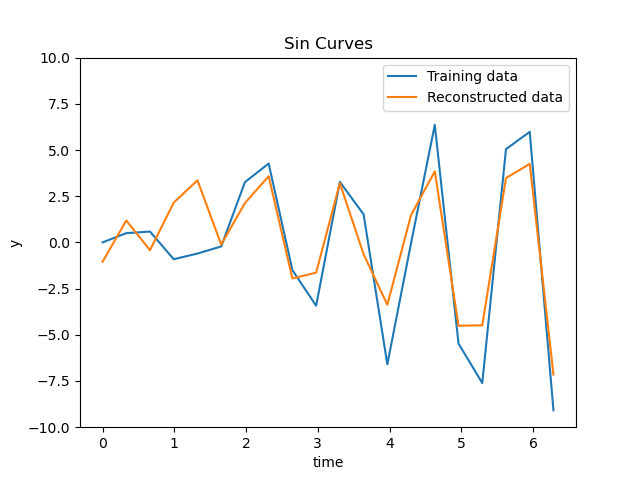 Sin Curves
Training data
Reconstructed data
10.0
7.5
5.0
2.5
0.0
−2.5
−5.0
−7.5
−10.0
y
0 1 2 3 4 5 6
time